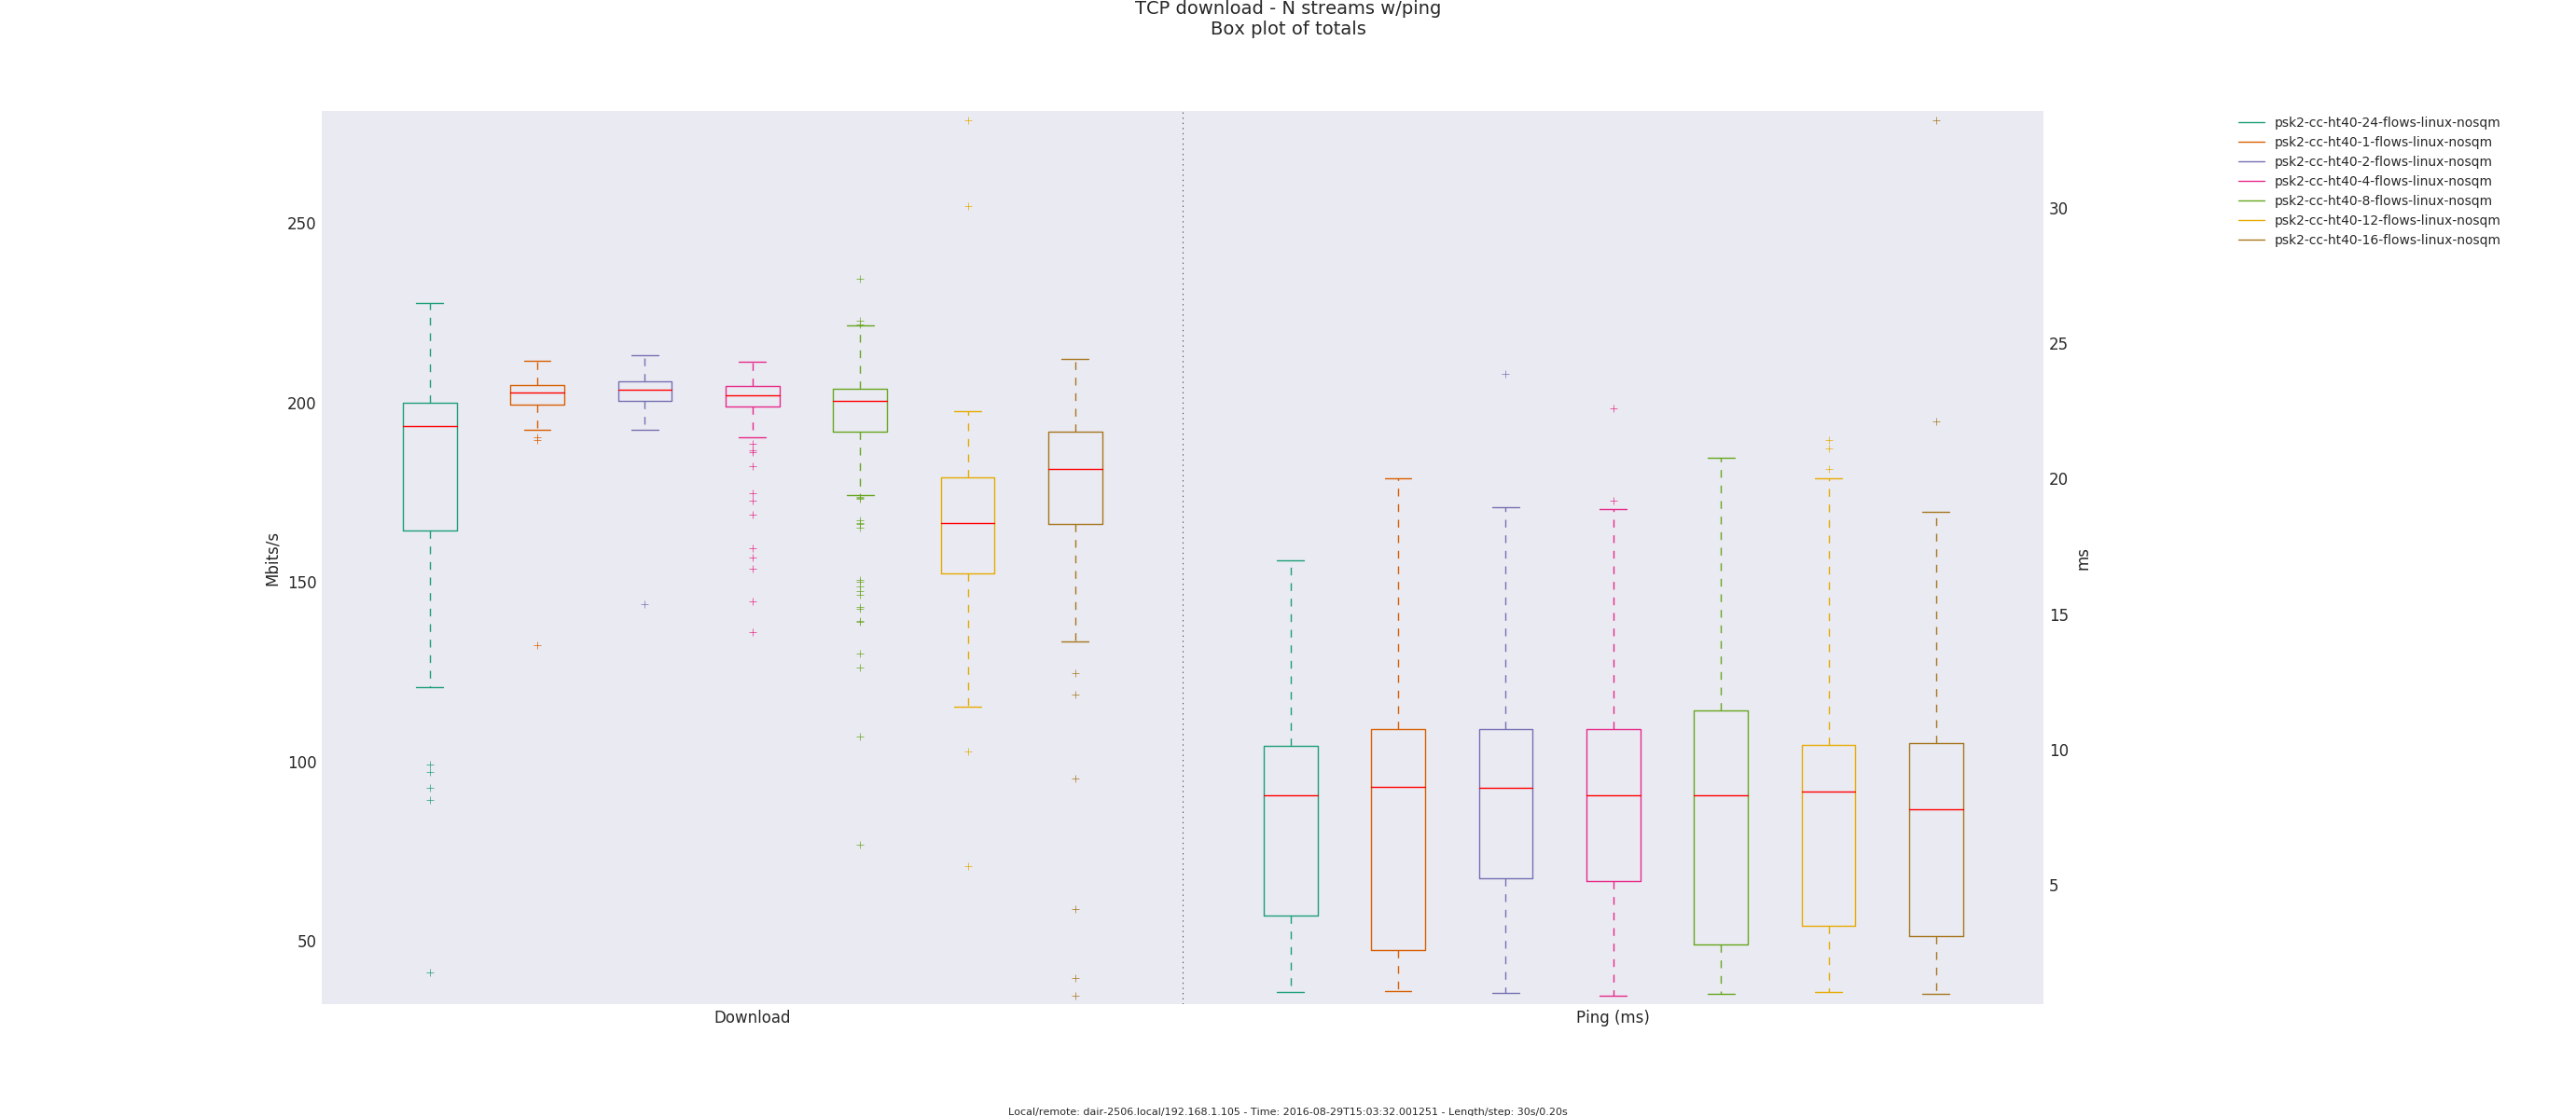 TCP download - N streams w/ping
Box plot of totals
250
200
150
100
50
Mbits/s
30
25
20
15
10
5
ms
psk2-cc-ht40-24-flows-linux-nosqm
psk2-cc-ht40-1-flows-linux-nosqm
psk2-cc-ht40-2-flows-linux-nosqm
psk2-cc-ht40-4-flows-linux-nosqm
psk2-cc-ht40-8-flows-linux-nosqm
psk2-cc-ht40-12-flows-linux-nosqm
psk2-cc-ht40-16-flows-linux-nosqm
Download
Ping (ms)
Local/remote: dair-2506.local/192.168.1.105 - Time: 2016-08-29T15:03:32.001251 - Length/step: 30s/0.20s